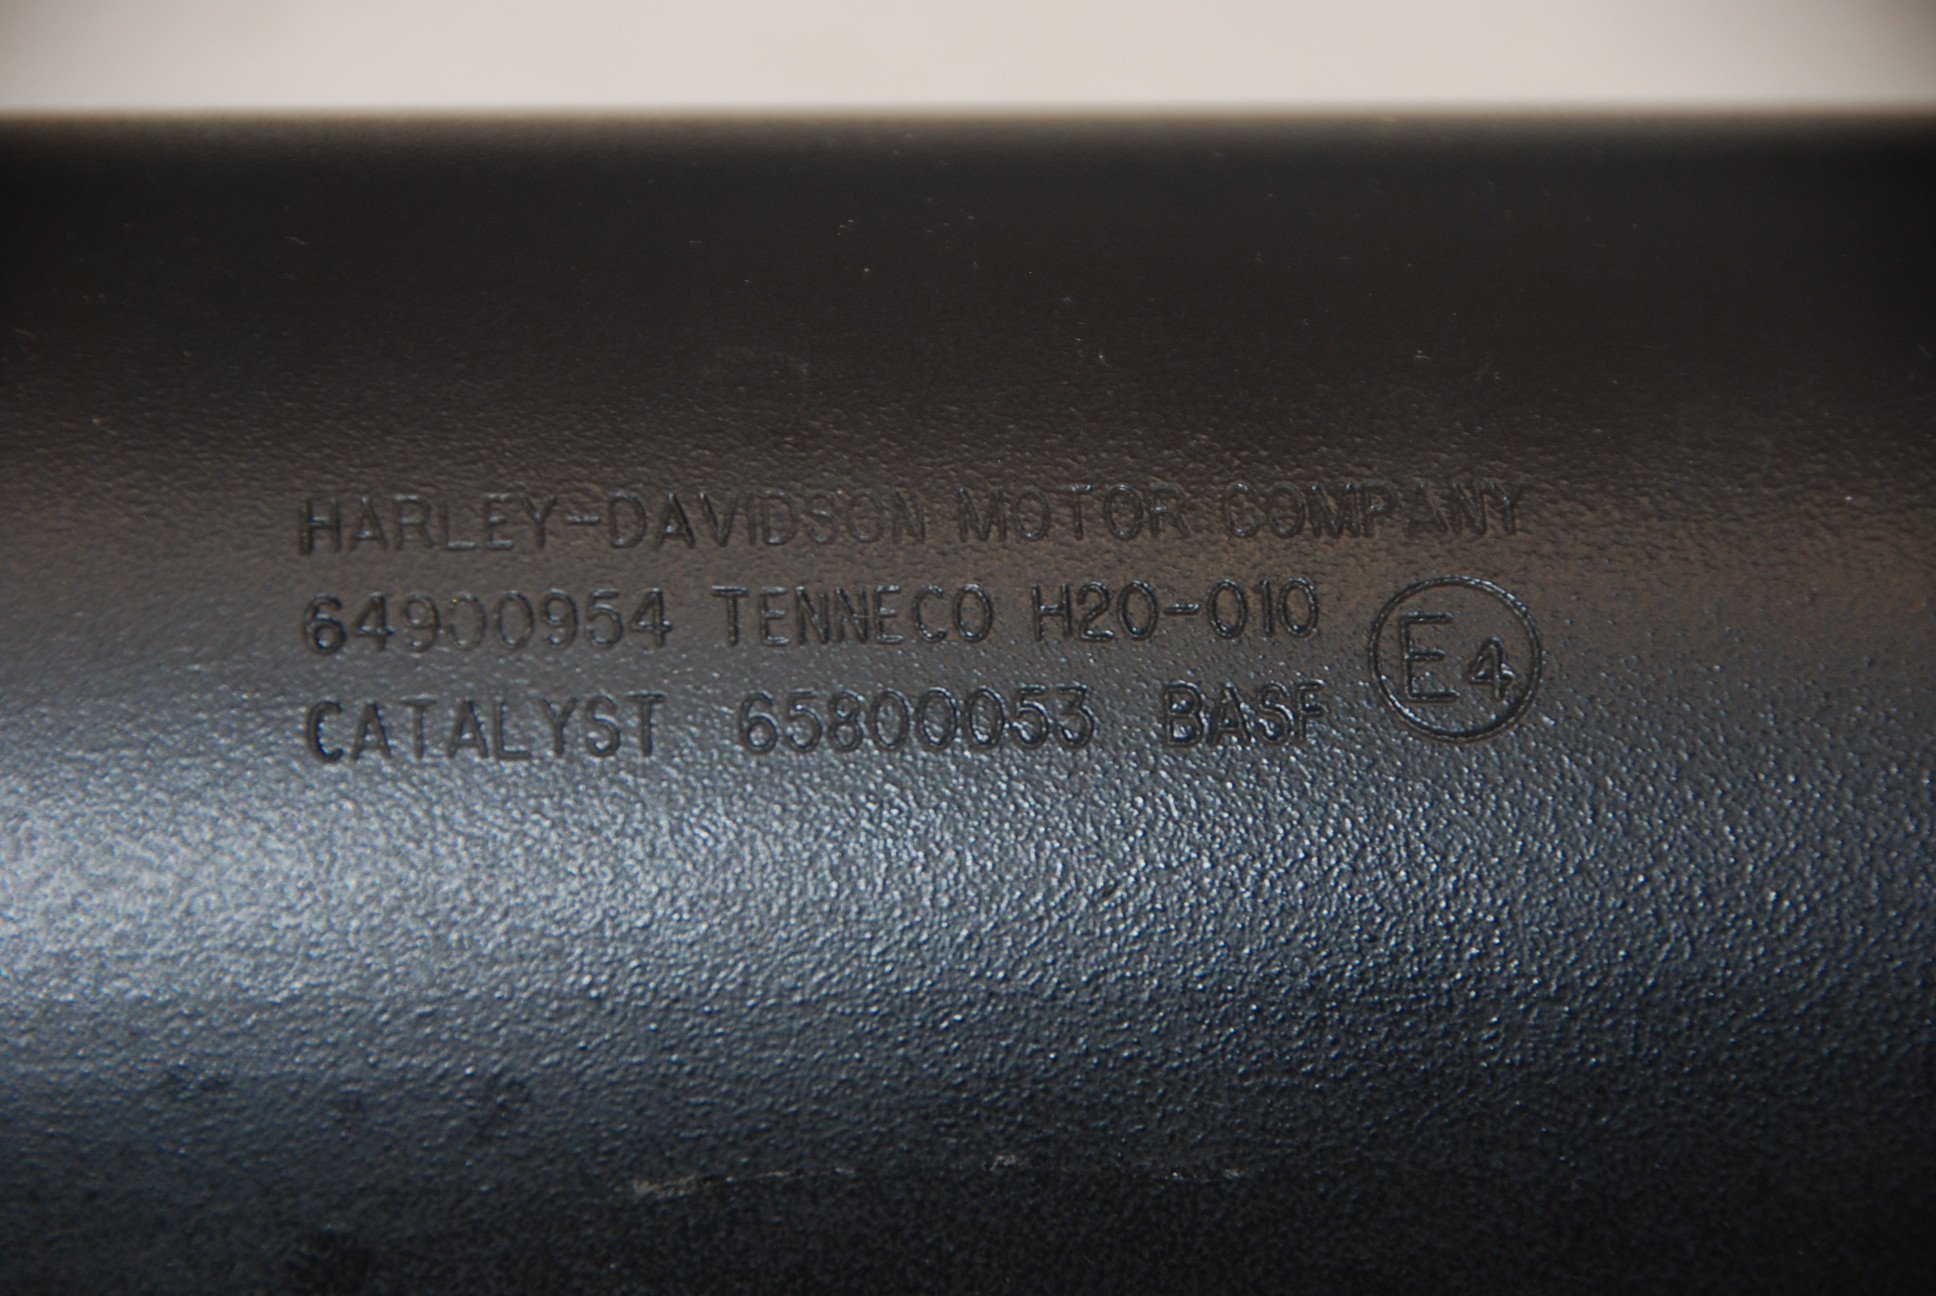 HARLEY-DAVIDSON MOTOR COMPANY
64900954 TENNECO H20-010
CATALYST 65800053 BASF
E4